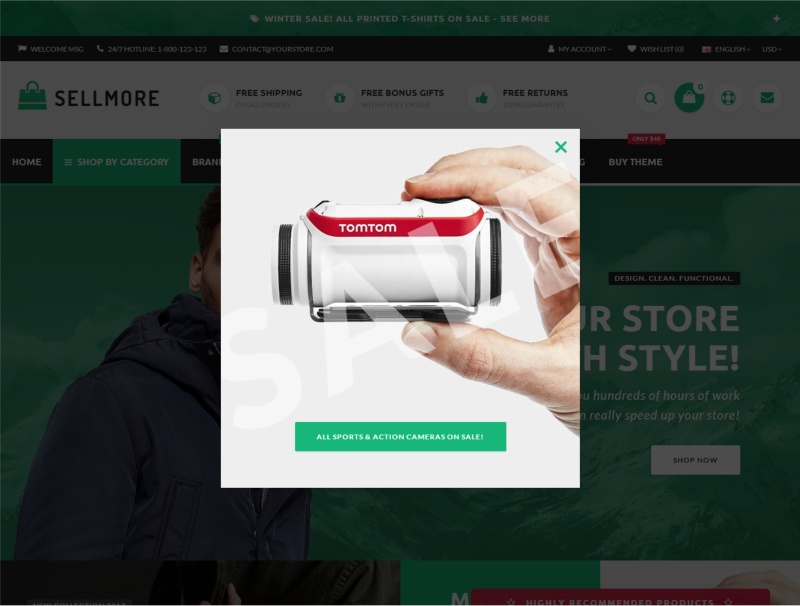 WINTER SALE! ALL PRINTED T-SHIRTS ON SALE - SEE MORE
WELCOME MSG 24/7 HOTLINE: 1-800-123-123 CONTACT@YOURSTORE.COM MY ACCOUNT WISH LIST (0) ENGLISH USD
SELLMORE FREE SHIPPING FREE BONUS GIFTS FREE RETURNS 0
ON ALL ORDERS WITH EVERY ORDER 100% GUARANTEE
ONLY $46
HOME SHOP BY CATEGORY BRAN G BUY THEME
TOMTOM
SALE
DESIGN. CLEAN. FUNCTIONAL.
UR STORE
H STYLE!
ou hundreds of hours of work
n really speed up your store!
ALL SPORTS & ACTION CAMERAS ON SALE!
SHOP NOW
NEW COLLECTION 2017
M HIGHLY RECOMMENDED PRODUCTS